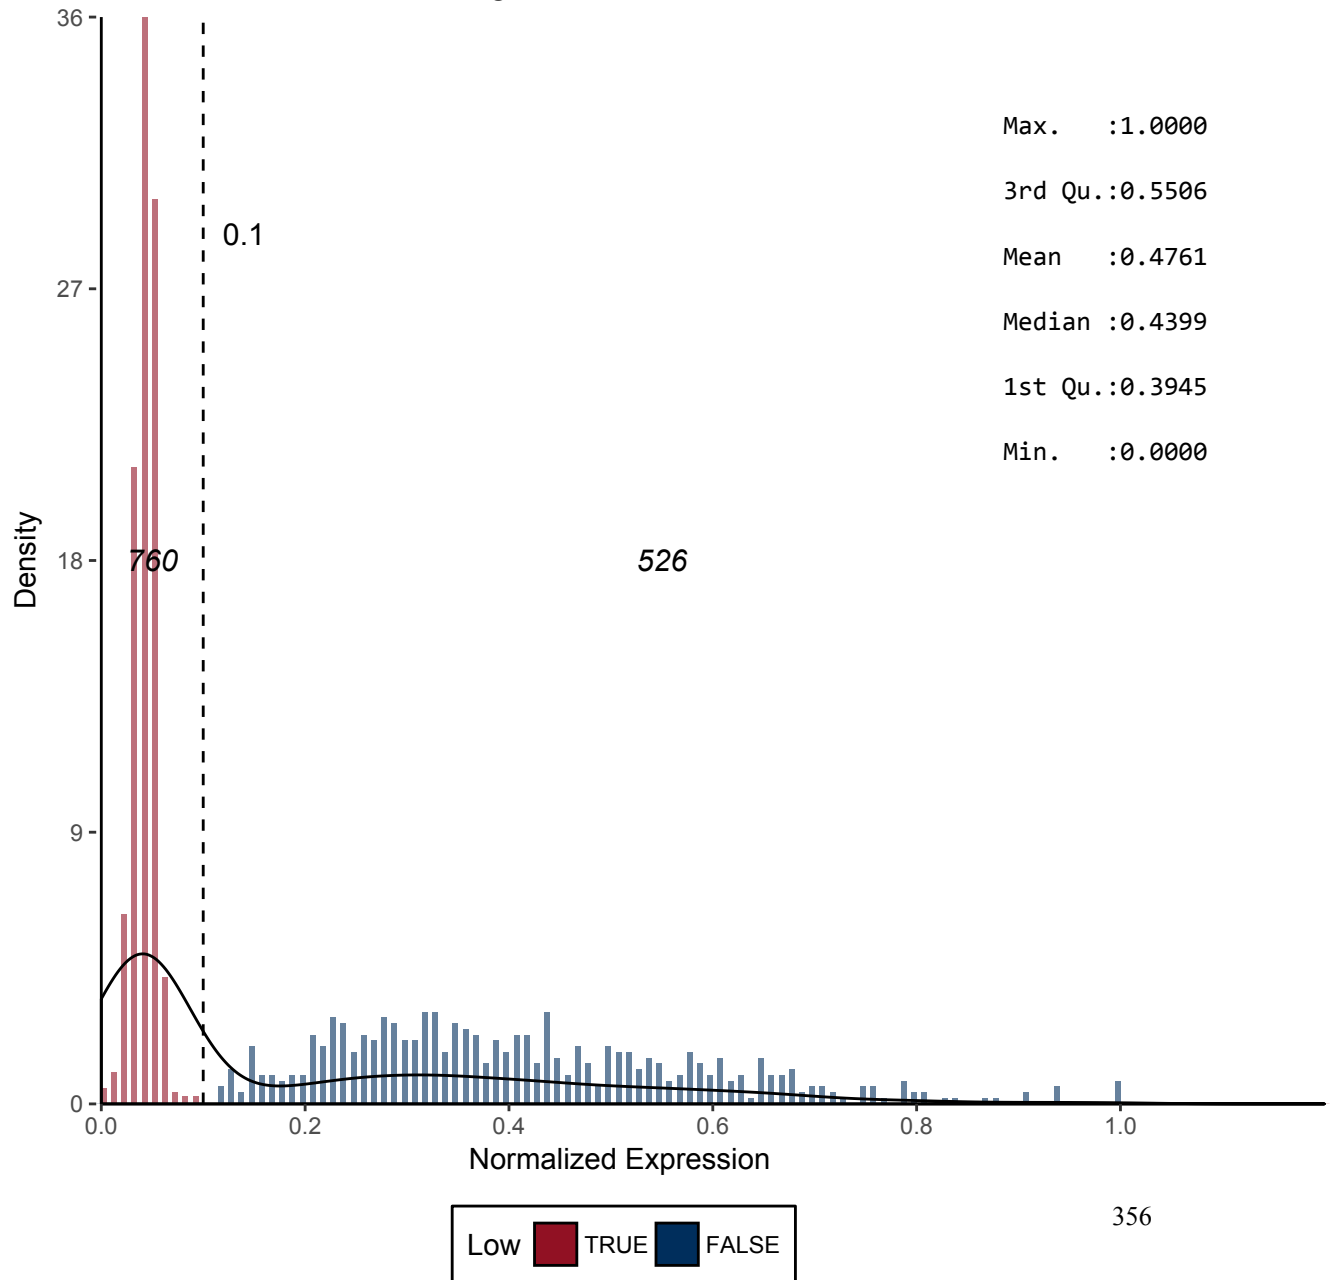 36
27
18
9
0
Density
0.1
760
526
Max.   :1.0000
3rd Qu.:0.5506
Mean   :0.4761
Median :0.4399
1st Qu.:0.3945
Min.   :0.0000
0.0 0.2 0.4 0.6 0.8 1.0
Normalized Expression
356
Low TRUE FALSE